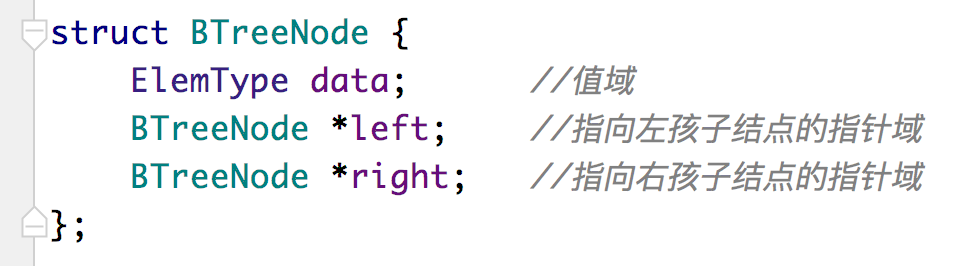 struct BTreeNode {
    ElemType data;      //值域
    BTreeNode *left;    //指向左孩子结点的指针域
    BTreeNode *right;   //指向右孩子结点的指针域
};